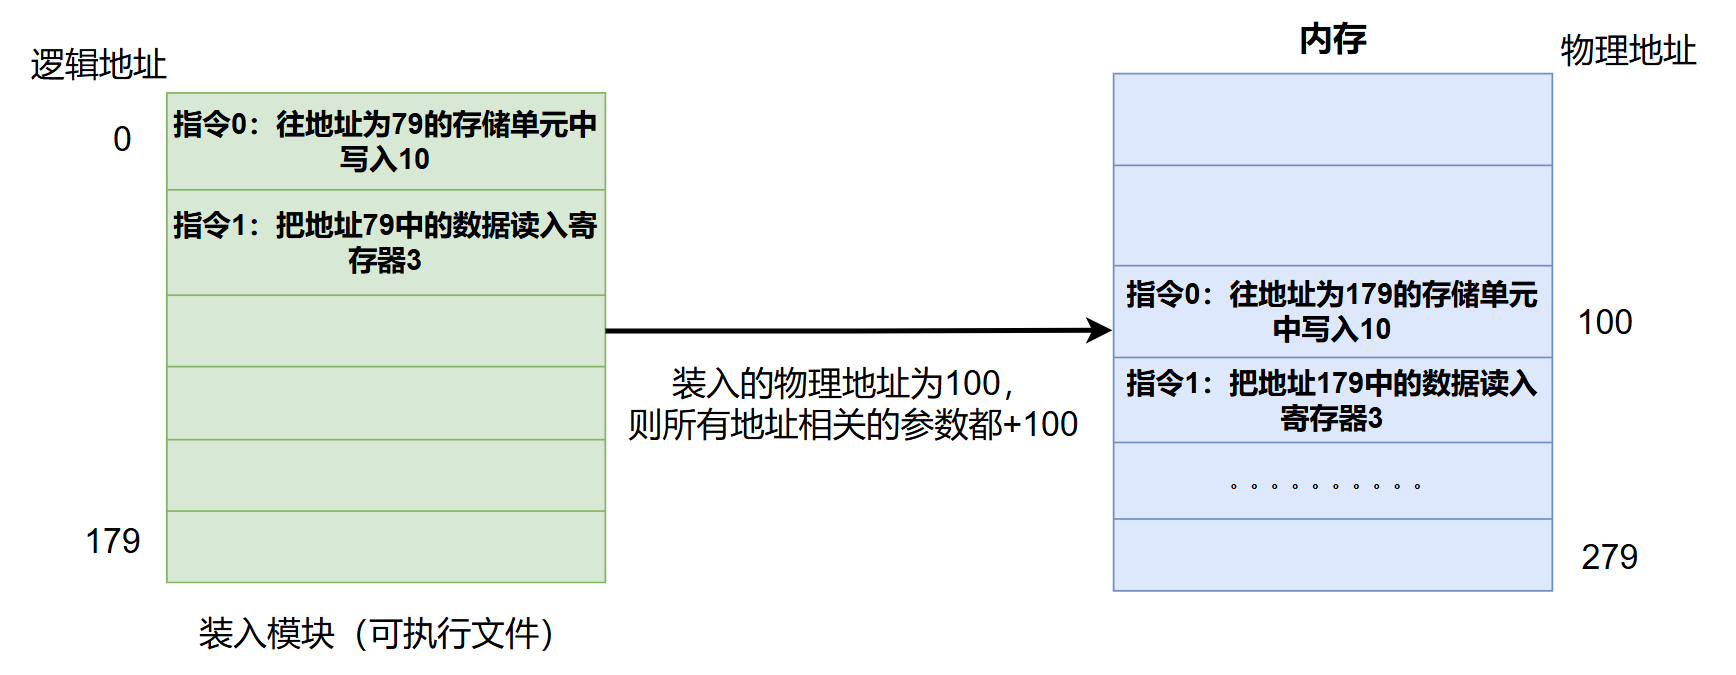 逻辑地址
0
指令0：往地址为79的存储单元中
写入10
指令1：把地址79中的数据读入寄
存器3
179
装入模块（可执行文件）
装入的物理地址为100，
则所有地址相关的参数都+100
内存
物理地址
指令0：往地址为179的存储单元
中写入10
100
指令1：把地址179中的数据读入
寄存器3
。。。。。。。。。。
279